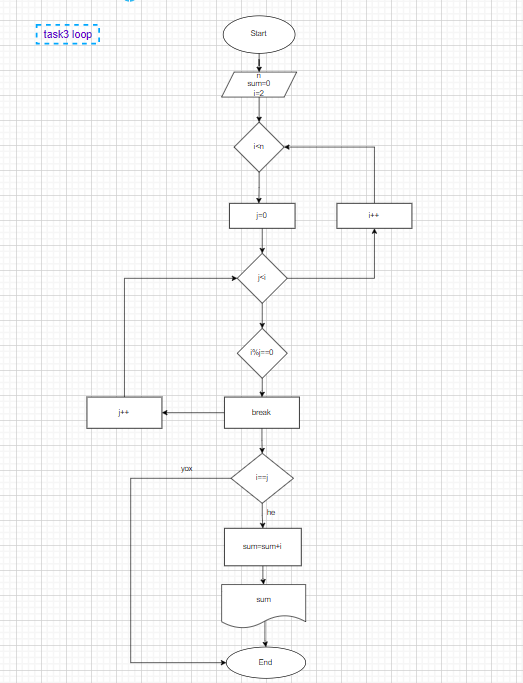 task3 loop
Start
n
sum=0
i=2
i<n
j=0
i++
j<i
i%j==0
j++
break
i==j
yox
he
sum=sum+i
sum
End